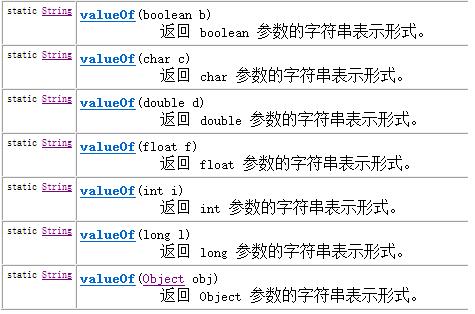 static String valueOf(boolean b)
返回 boolean 参数的字符串表示形式。
static String valueOf(char c)
返回 char 参数的字符串表示形式。
static String valueOf(double d)
返回 double 参数的字符串表示形式。
static String valueOf(float f)
返回 float 参数的字符串表示形式。
static String valueOf(int i)
返回 int 参数的字符串表示形式。
static String valueOf(long l)
返回 long 参数的字符串表示形式。
static String valueOf(Object obj)
返回 Object 参数的字符串表示形式。